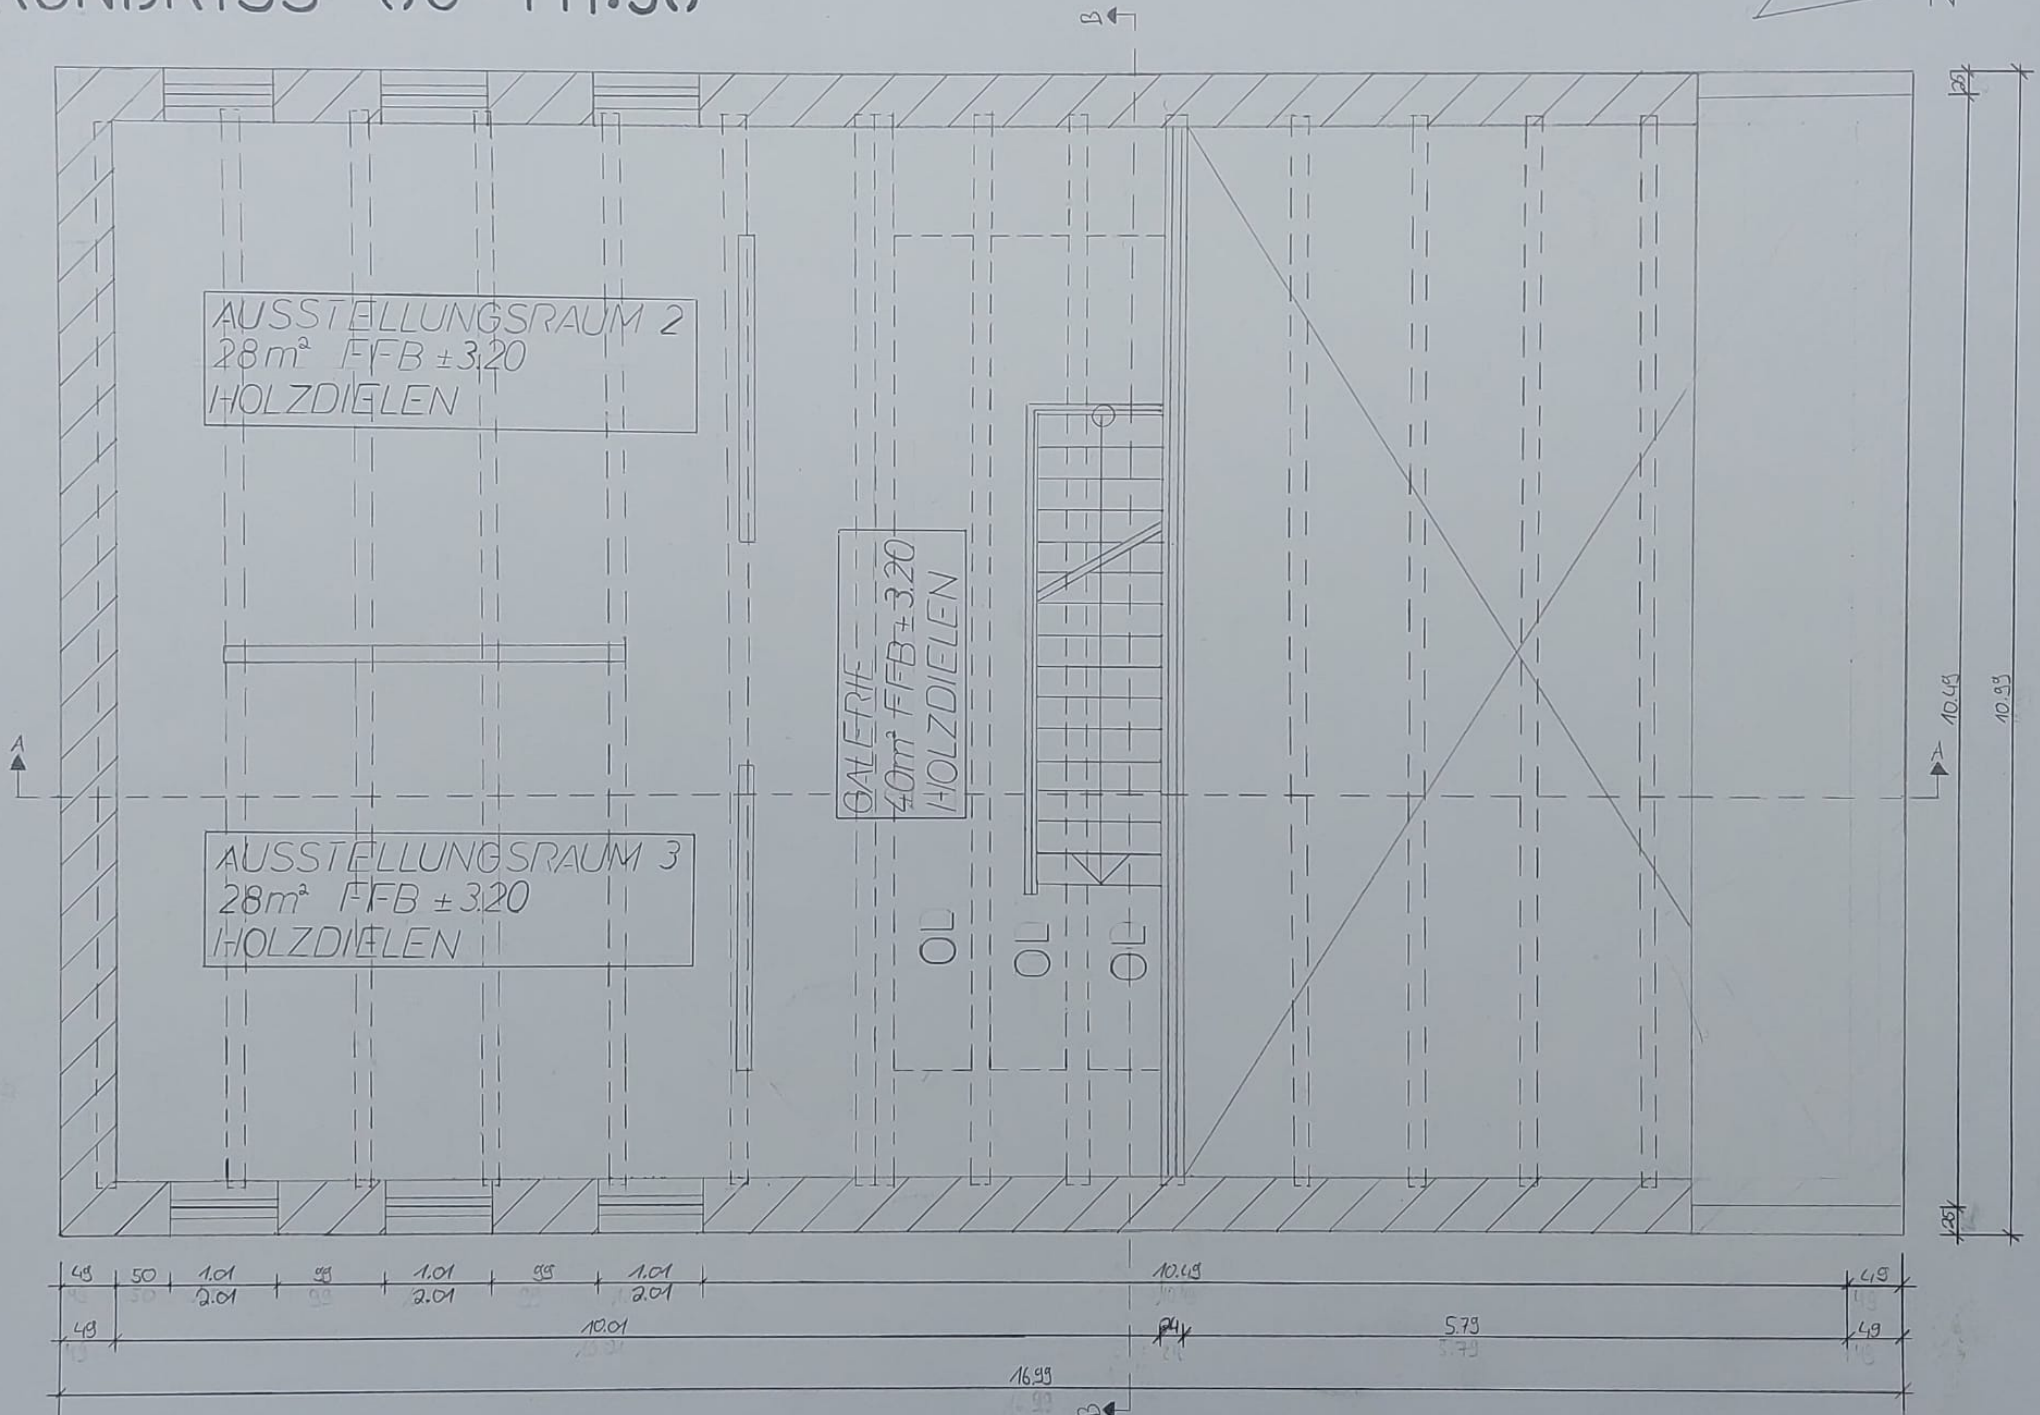 B
AUSSTELLUNGSRAUM 2
28m² FFB ±3.20
HOLZDIELEN
GALERIE
40m² FFB ±3.20
HOLZDIELEN
AUSSTELLUNGSRAUM 3
28m² FFB ±3.20
HOLZDIELEN
OL
OL
OL
A
A
25
10.49
10.99
25
49 50 1.01 99 1.01 99 1.01 10.49 49
2.01 2.01 2.01
49 10.01 24 5.79 49
16.99
B